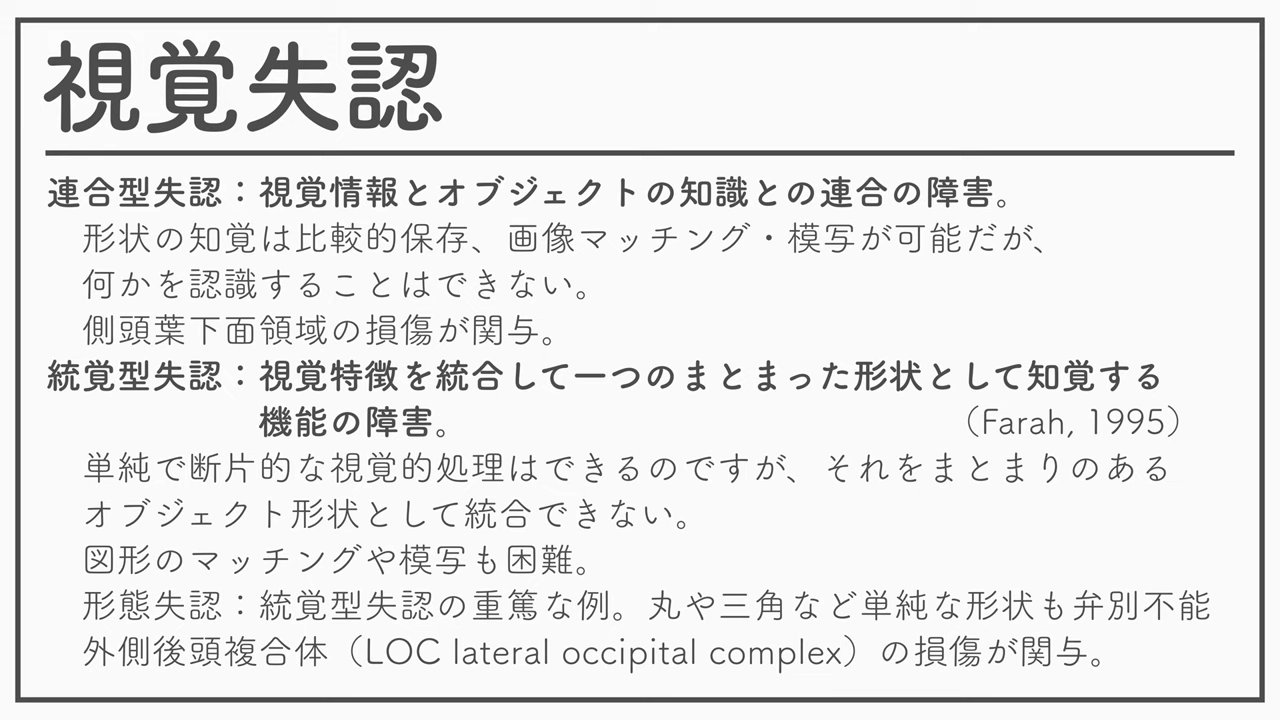 視覚失認
連合型失認：視覚情報とオブジェクトの知識との連合の障害。
形状の知覚は比較的保存、画像マッチング・模写が可能だが、
何かを認識することはできない。
側頭葉下面領域の損傷が関与。
統覚型失認：視覚特徴を統合して一つのまとまった形状として知覚する
機能の障害。 （Farah, 1995）
単純で断片的な視覚的処理はできるのですが、それをまとまりのある
オブジェクト形状として統合できない。
図形のマッチングや模写も困難。
形態失認：統覚型失認の重篤な例。丸や三角など単純な形状も弁別不能
外側後頭複合体（LOC lateral occipital complex）の損傷が関与。